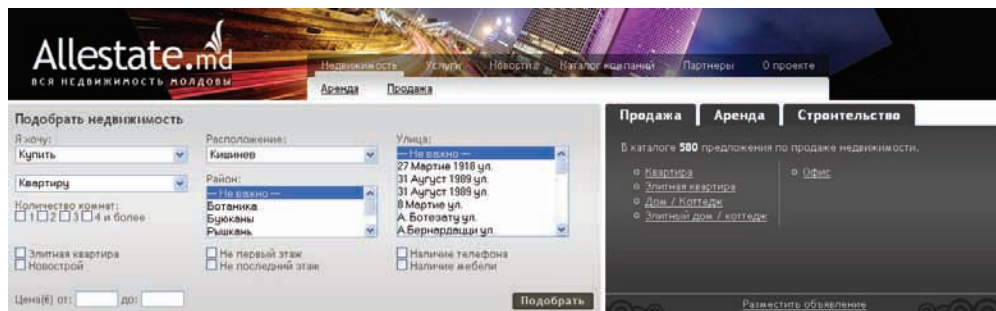 Allestate.md
вся недвижимость молдовы
Недвижимость Услуги Новости Каталог компаний Партнеры О проекте
Аренда Продажа
Подобрать недвижимость
Я хочу:
Купить
Квартиру
Количество комнат:
1 2 3 4 и более
Расположение:
Кишинев
Район:
— Не важно —
Ботаника
Буюканы
Рышкань
Улица:
— Не важно —
27 Мартие 1918 ул.
31 Аугуст 1989 ул.
31 Аугуст 1989 ул.
8 Мартие ул.
А. Ботезату ул.
А.Бернардацци ул.
Элитная квартира
Новострой
Не первый этаж
Не последний этаж
Наличие телефона
Наличие мебели
Цена(€) от: до:
Подобрать
Продажа Аренда Строительство
В каталоге 580 предложения по продаже недвижимости.
Квартира
Элитная квартира
Дом / Коттедж
Элитный дом / коттедж
Офис
Разместить объявление